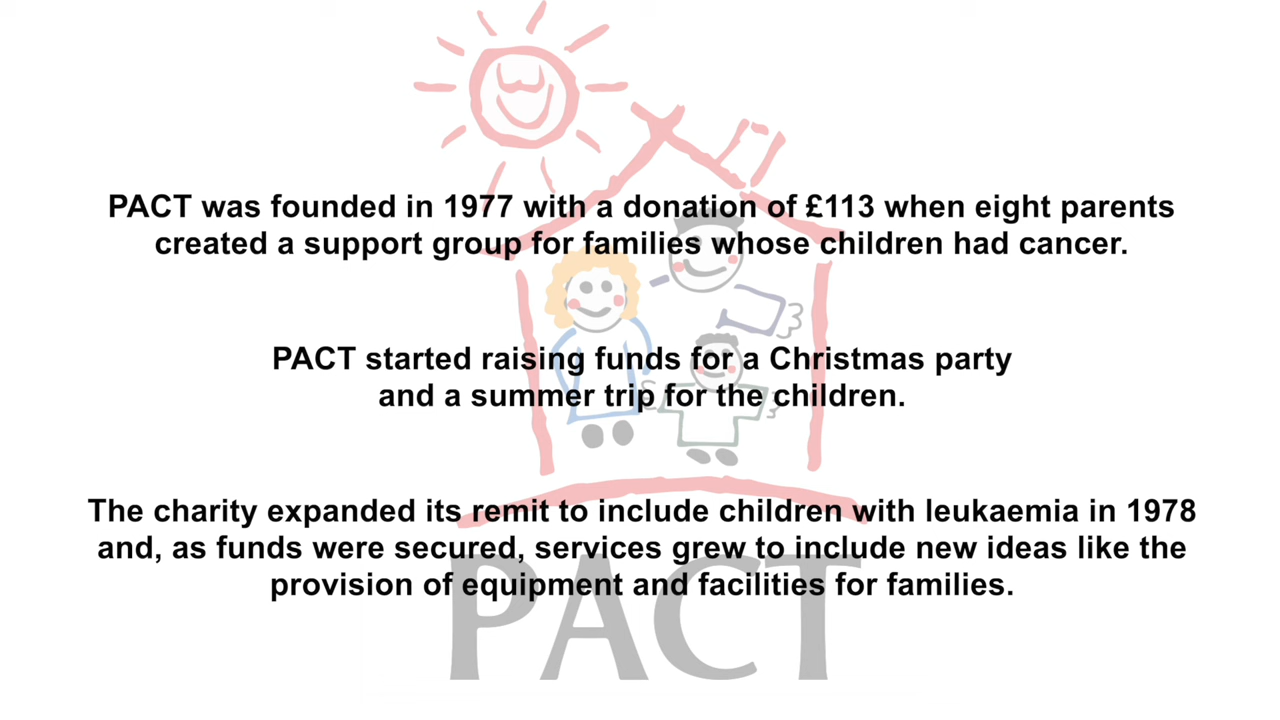 PACT was founded in 1977 with a donation of £113 when eight parents
created a support group for families whose children had cancer.
PACT started raising funds for a Christmas party
and a summer trip for the children.
The charity expanded its remit to include children with leukaemia in 1978
and, as funds were secured, services grew to include new ideas like the
provision of equipment and facilities for families.
PACT